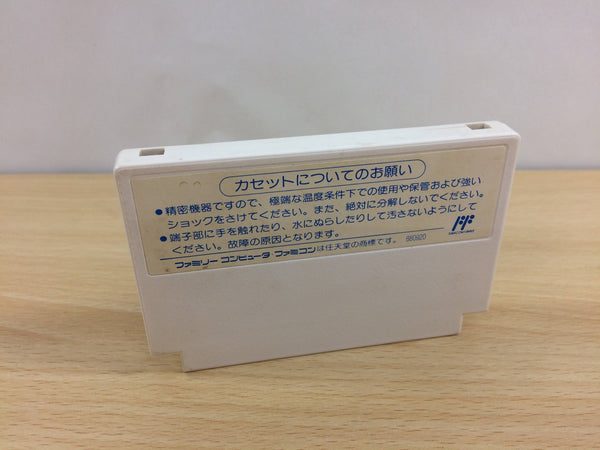 カセットについてのお願い
●精密機器ですので、極端な温度条件下での使用や保管および強い
ショックをさけてください。また、絶対に分解しないでください。
●端子部に手を触れたり、水にぬらしたりして汚さないようにして
ください。故障の原因となります。
ファミリーコンピュータ ファミコンは任天堂の商標です。